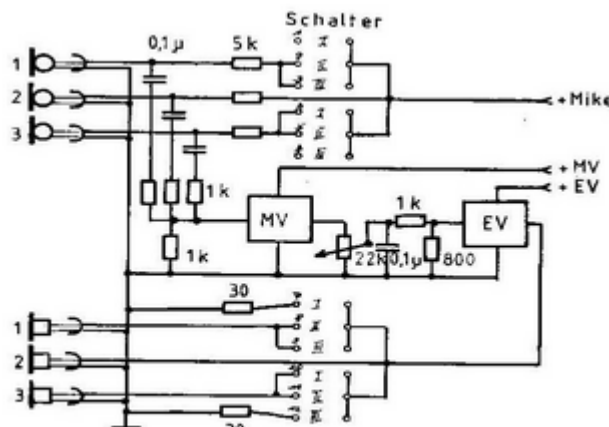 Schalter
0,1µ
5k
1
I
II
III
2
+Mike
I
3
II
III
+MV
+EV
1k
1k
MV
EV
1k
22k
0,1µ
800
30
I
1
II
III
2
I
3
II
III